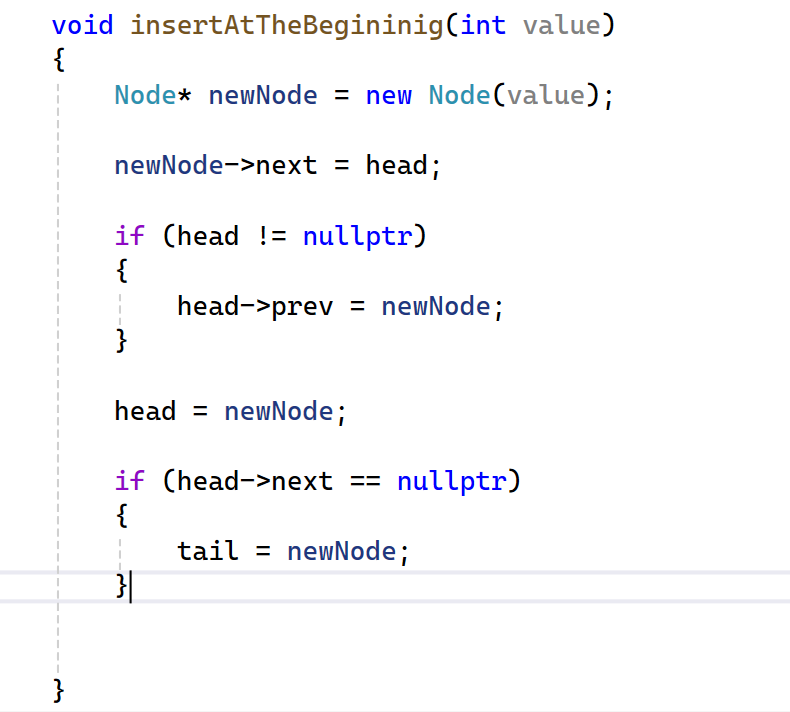 void insertAtTheBegininig(int value)
{
Node* newNode = new Node(value);
newNode->next = head;
if (head != nullptr)
{
head->prev = newNode;
}
head = newNode;
if (head->next == nullptr)
{
tail = newNode;
}
}